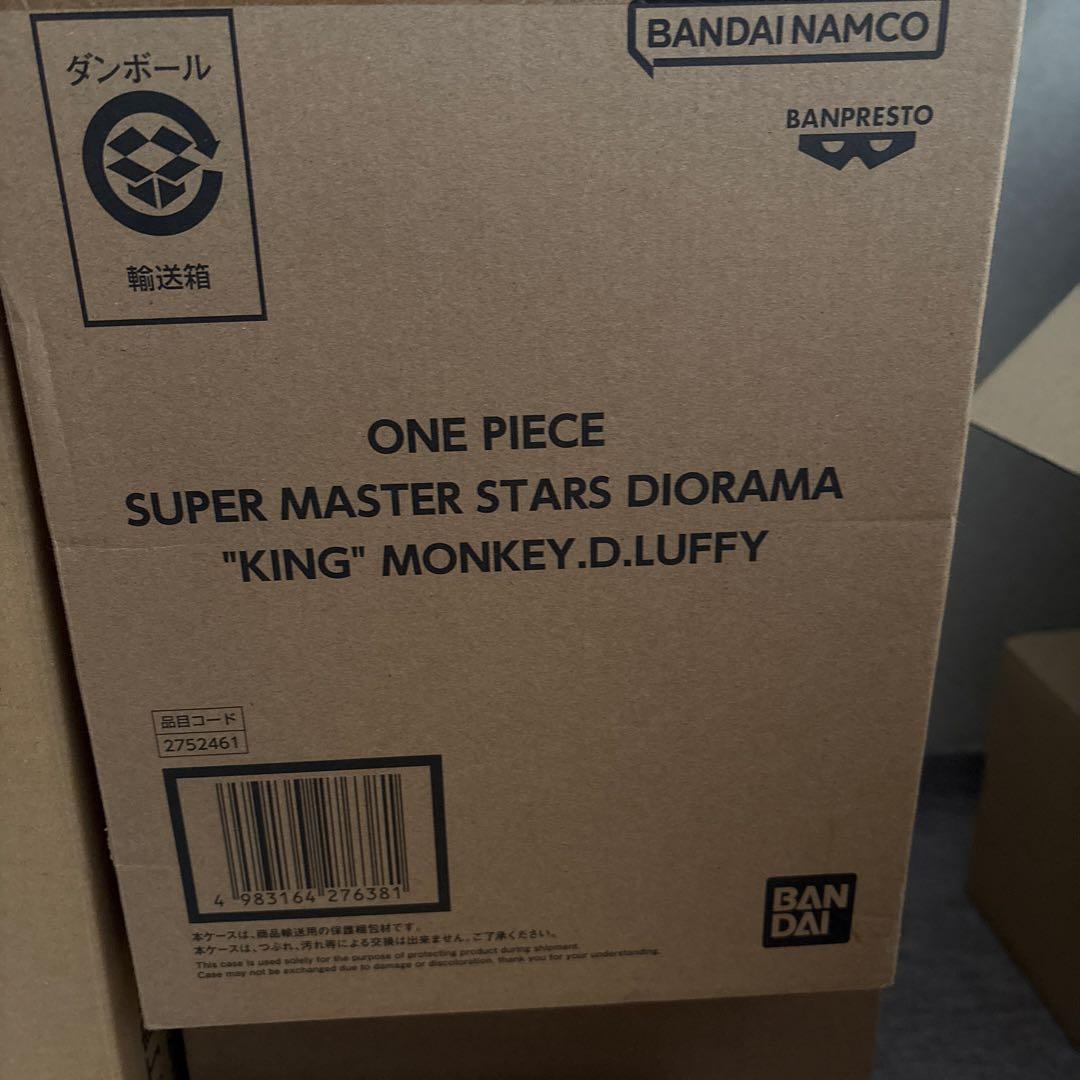 ダンボール
輸送箱
BANDAI NAMCO
BANPRESTO
ONE PIECE
SUPER MASTER STARS DIORAMA
"KING" MONKEY.D.LUFFY
品目コード
2752461
4 983164 276381
本ケースは、商品輸送用の保護梱包材です。
本ケースは、つぶれ、汚れ等による交換は出来ません。ご了承ください。
This case is used solely for the purpose of protecting product during shipment.
Case may not be exchanged due to damage or discoloration, thank you for your understanding.
BAN
DAI